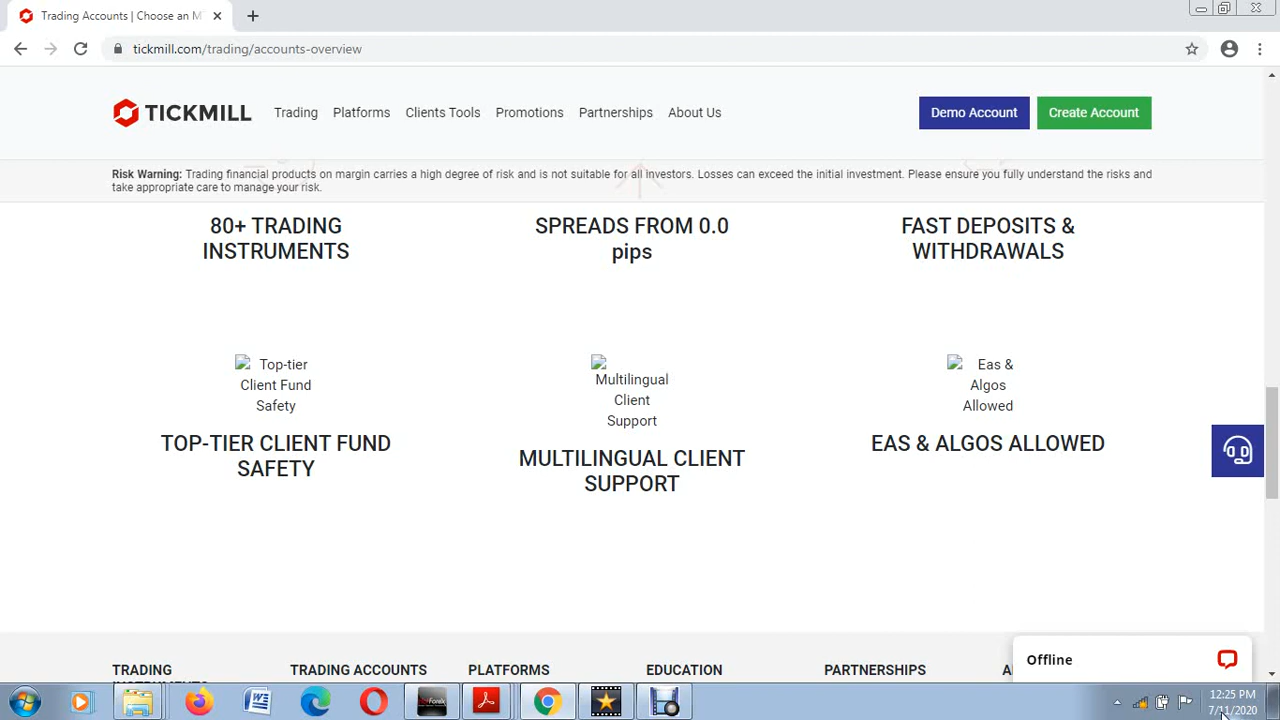 Trading Accounts | Choose an M
tickmill.com/trading/accounts-overview
TICKMILL
Trading
Platforms
Clients Tools
Promotions
Partnerships
About Us
Demo Account
Create Account
Risk Warning: Trading financial products on margin carries a high degree of risk and is not suitable for all investors. Losses can exceed the initial investment. Please ensure you fully understand the risks and
take appropriate care to manage your risk.
80+ TRADING
INSTRUMENTS
SPREADS FROM 0.0
pips
FAST DEPOSITS &
WITHDRAWALS
Top-tier
Client Fund
Safety
TOP-TIER CLIENT FUND
SAFETY
Multilingual
Client
Support
MULTILINGUAL CLIENT
SUPPORT
Eas &
Algos
Allowed
EAS & ALGOS ALLOWED
TRADING
TRADING ACCOUNTS
PLATFORMS
EDUCATION
PARTNERSHIPS
Offline
12:25 PM
7/11/2020